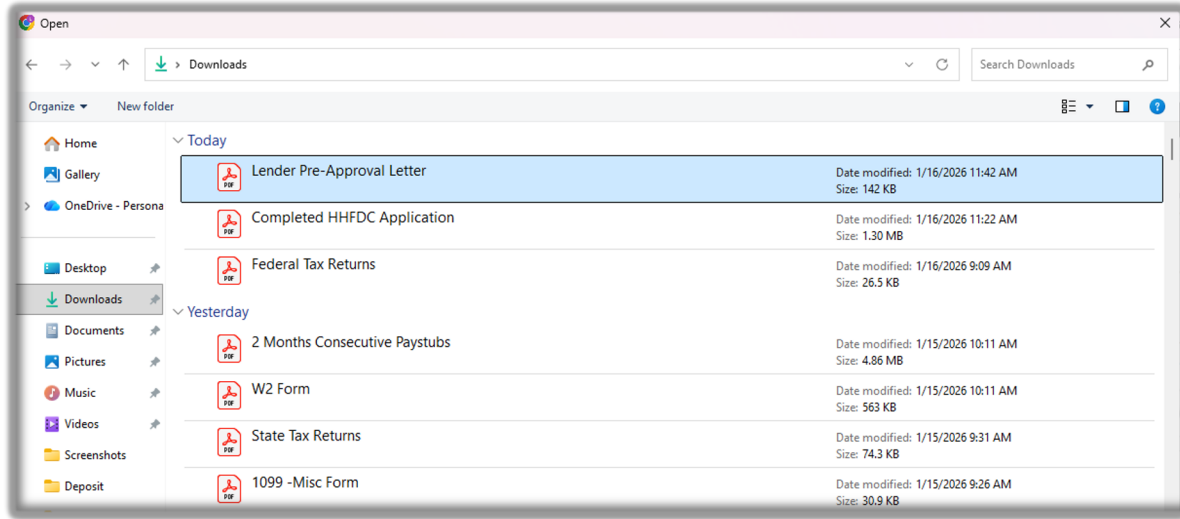 Open
Downloads
Search Downloads
Organize
New folder
Home
Gallery
OneDrive - Persona
Desktop
Downloads
Documents
Pictures
Music
Videos
Screenshots
Deposit
Today
PDF
Lender Pre-Approval Letter
Date modified: 1/16/2026 11:42 AM
Size: 142 KB
PDF
Completed HHFDC Application
Date modified: 1/16/2026 11:22 AM
Size: 1.30 MB
PDF
Federal Tax Returns
Date modified: 1/16/2026 9:09 AM
Size: 26.5 KB
Yesterday
PDF
2 Months Consecutive Paystubs
Date modified: 1/15/2026 10:11 AM
Size: 4.86 MB
PDF
W2 Form
Date modified: 1/15/2026 10:11 AM
Size: 563 KB
PDF
State Tax Returns
Date modified: 1/15/2026 9:31 AM
Size: 74.3 KB
PDF
1099 -Misc Form
Date modified: 1/15/2026 9:26 AM
Size: 30.9 KB